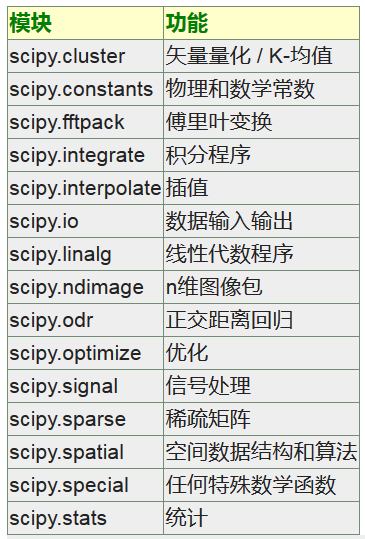 模块 功能
scipy.cluster 矢量量化 / K-均值
scipy.constants 物理和数学常数
scipy.fftpack 傅里叶变换
scipy.integrate 积分程序
scipy.interpolate 插值
scipy.io 数据输入输出
scipy.linalg 线性代数程序
scipy.ndimage n维图像包
scipy.odr 正交距离回归
scipy.optimize 优化
scipy.signal 信号处理
scipy.sparse 稀疏矩阵
scipy.spatial 空间数据结构和算法
scipy.special 任何特殊数学函数
scipy.stats 统计